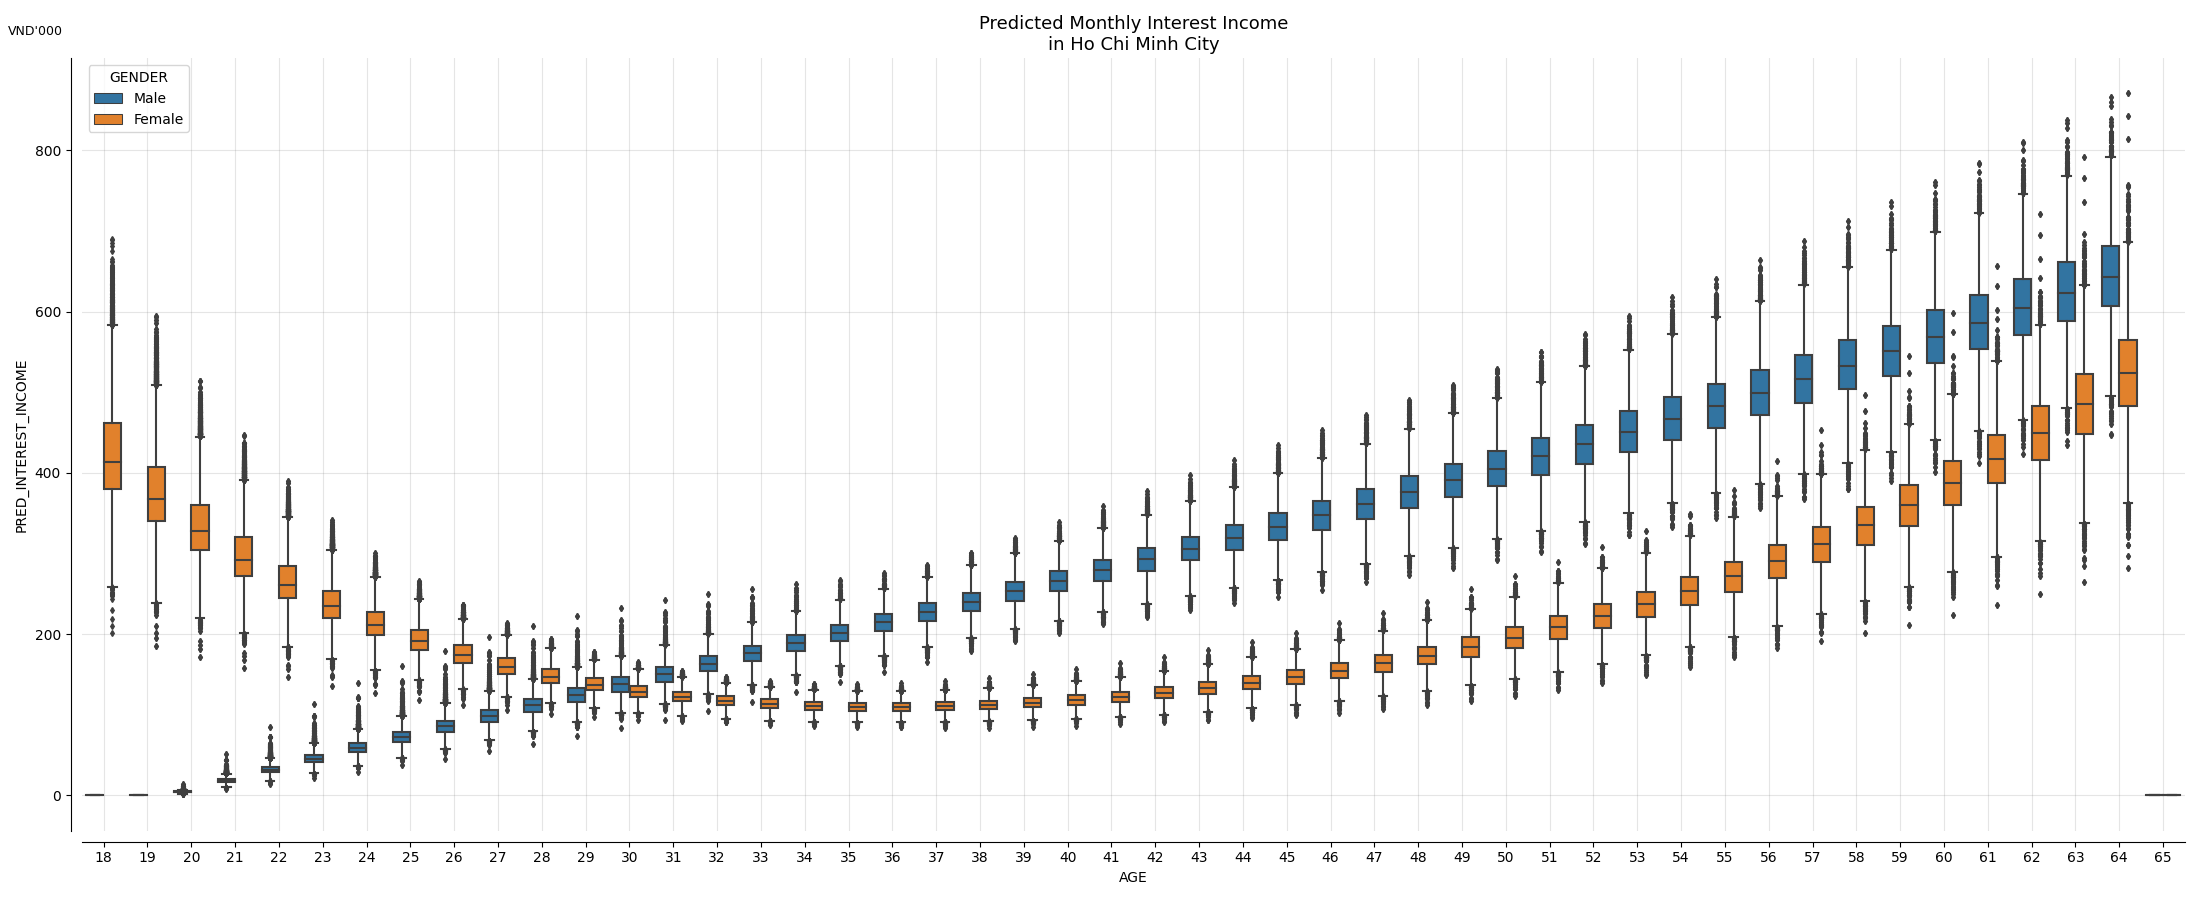 VND'000
Predicted Monthly Interest Income
in Ho Chi Minh City
GENDER
Male
Female
PRED_INTEREST_INCOME
800
600
400
200
0
18 19 20 21 22 23 24 25 26 27 28 29 30 31 32 33 34 35 36 37 38 39 40 41 42 43 44 45 46 47 48 49 50 51 52 53 54 55 56 57 58 59 60 61 62 63 64 65
AGE